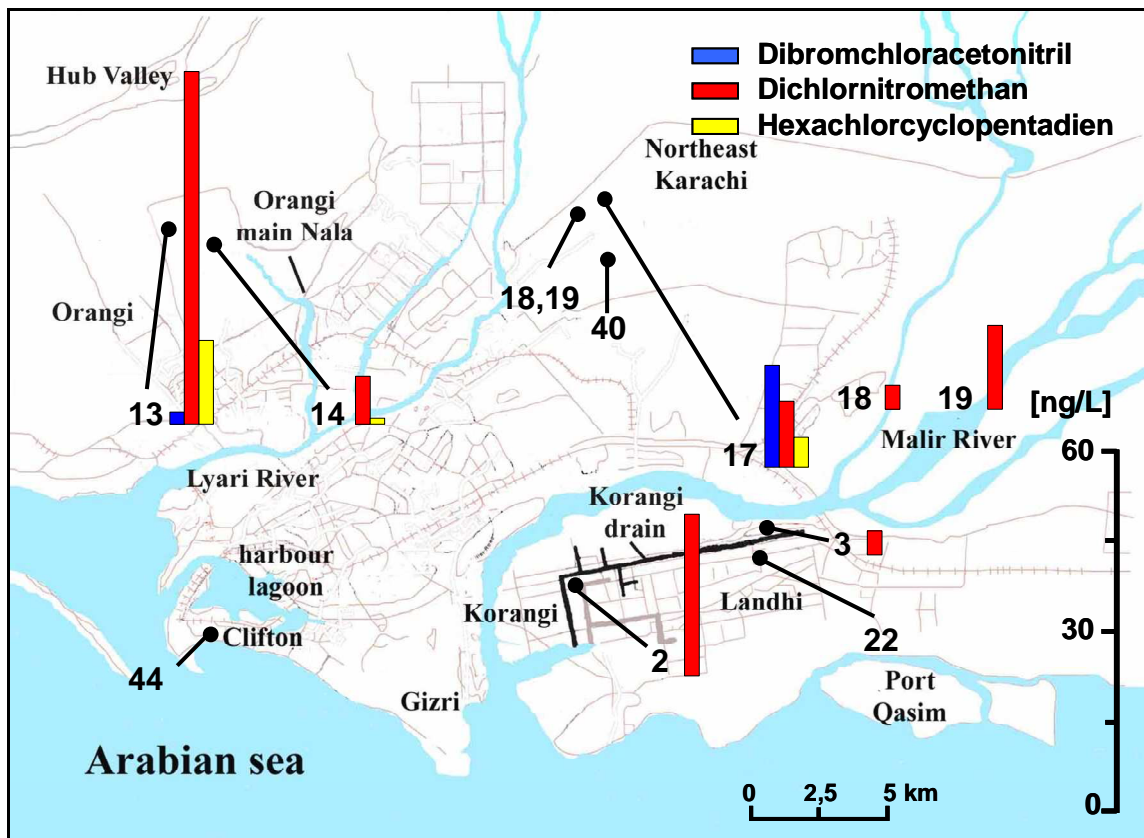 Dibromchloracetonitril
Dichlornitromethan
Hexachlorcyclopentadien
Hub Valley
Northeast
Karachi
Orangi
main Nala
Orangi
18,19
40
13
14
17
18
19
[ng/L]
Malir River
60
Lyari River
Korangi
drain
3
harbour
lagoon
Korangi
Landhi
Clifton
2
22
30
44
Gizri
Port
Qasim
Arabian sea
0
2,5
5 km
0